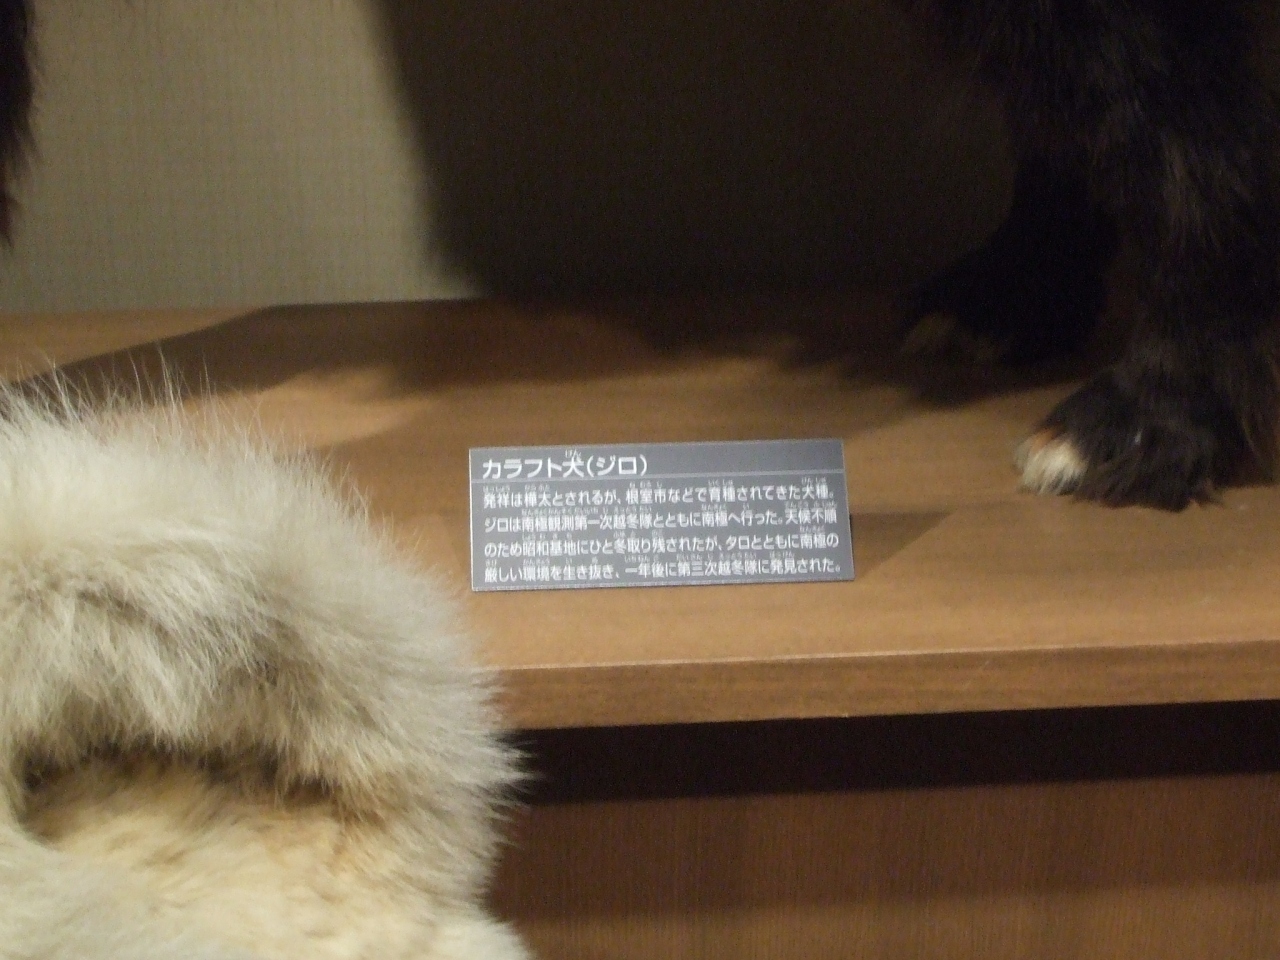 カラフト犬(ジロ)
発祥は樺太とされるが、根室市などで育種されてきた犬種。
ジロは南極観測第一次越冬隊とともに南極へ行った。天候不順
のため昭和基地にひと冬取り残されたが、タロとともに南極の
厳しい環境を生き抜き、一年後に第三次越冬隊に発見された。